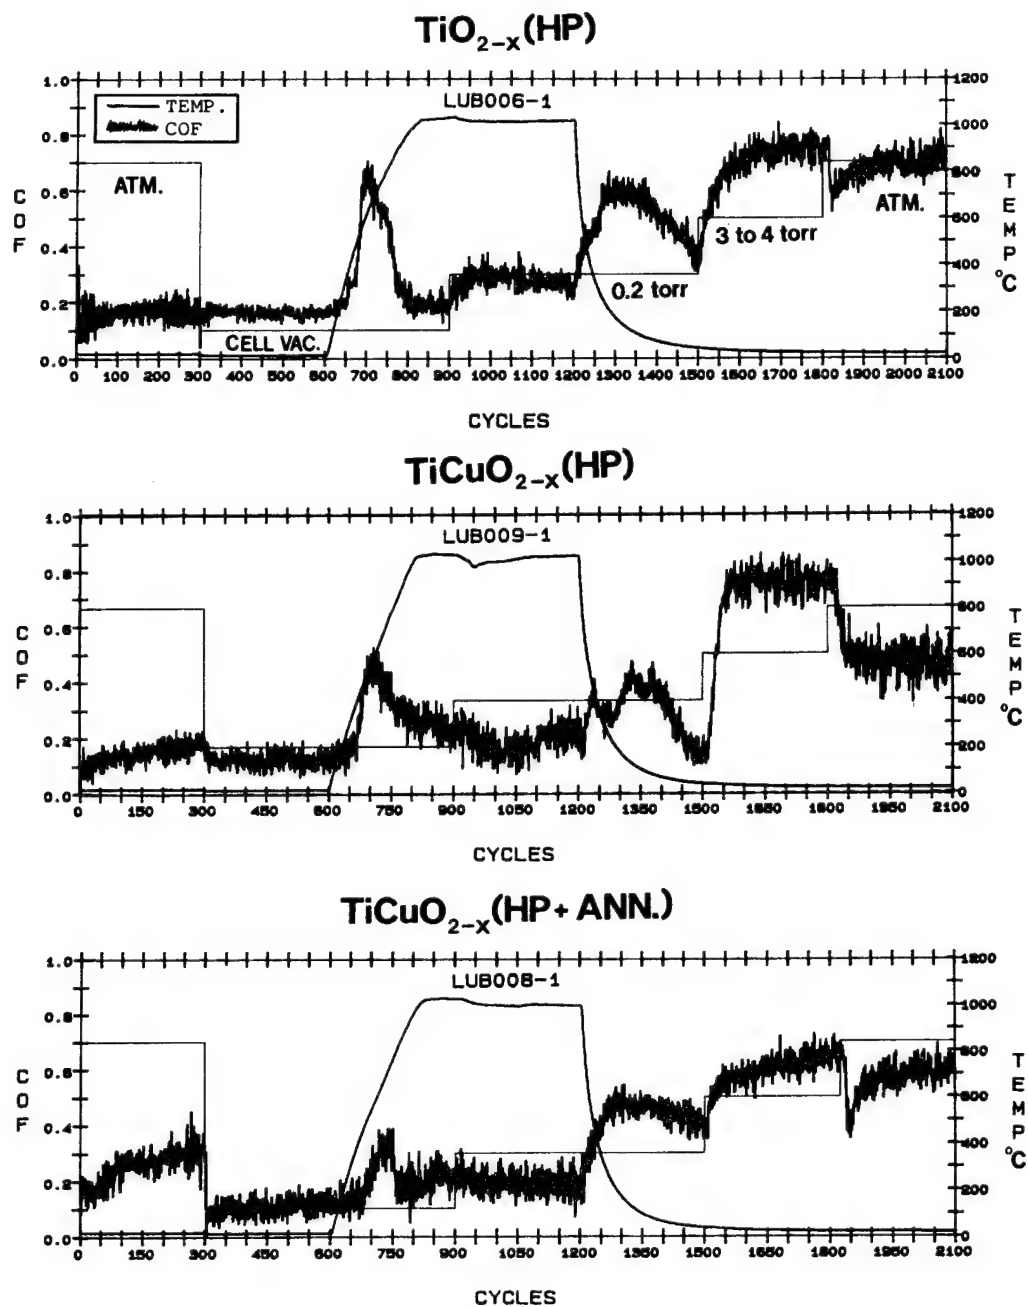 TiO2-x(HP)
LUB006-1
TEMP.
COF
1.0
0.8
0.6
0.4
0.2
0.0
COF
1200
1000
800
600
400
200
0
TEMP °C
ATM.
CELL VAC.
0.2 torr
3 to 4 torr
ATM.
0 100 200 300 400 500 600 700 800 900 1000 1100 1200 1300 1400 1500 1600 1700 1800 1900 2000 2100
CYCLES
TiCuO2-x(HP)
LUB009-1
1.0
0.8
0.6
0.4
0.2
0.0
COF
1200
1000
800
600
400
200
0
TEMP °C
0 150 300 450 600 750 900 1050 1200 1350 1500 1650 1800 1950 2100
CYCLES
TiCuO2-x(HP+ ANN.)
LUB008-1
1.0
0.8
0.6
0.4
0.2
0.0
COF
1200
1000
800
600
400
200
0
TEMP °C
150 300 450 600 750 900 1050 1200 1350 1500 1650 1800 1950 2100
CYCLES